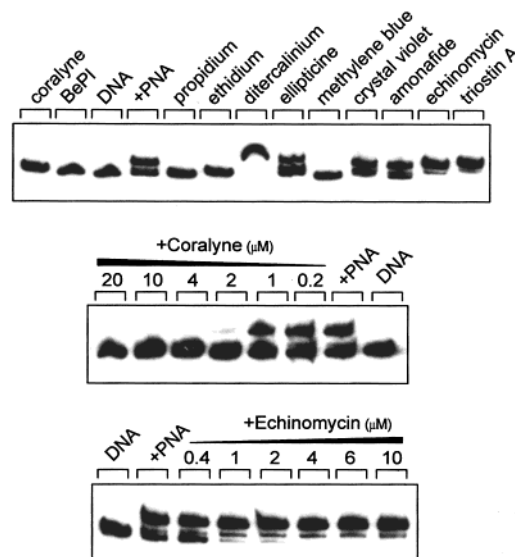 coralyne BePI DNA +PNA propidium ethidium ditercalinium ellipticine methylene blue crystal violet amonafide echinomycin triostin A
+Coralyne (μM)
20 10 4 2 1 0.2 +PNA DNA
+Echinomycin (μM)
DNA +PNA 0.4 1 2 4 6 10